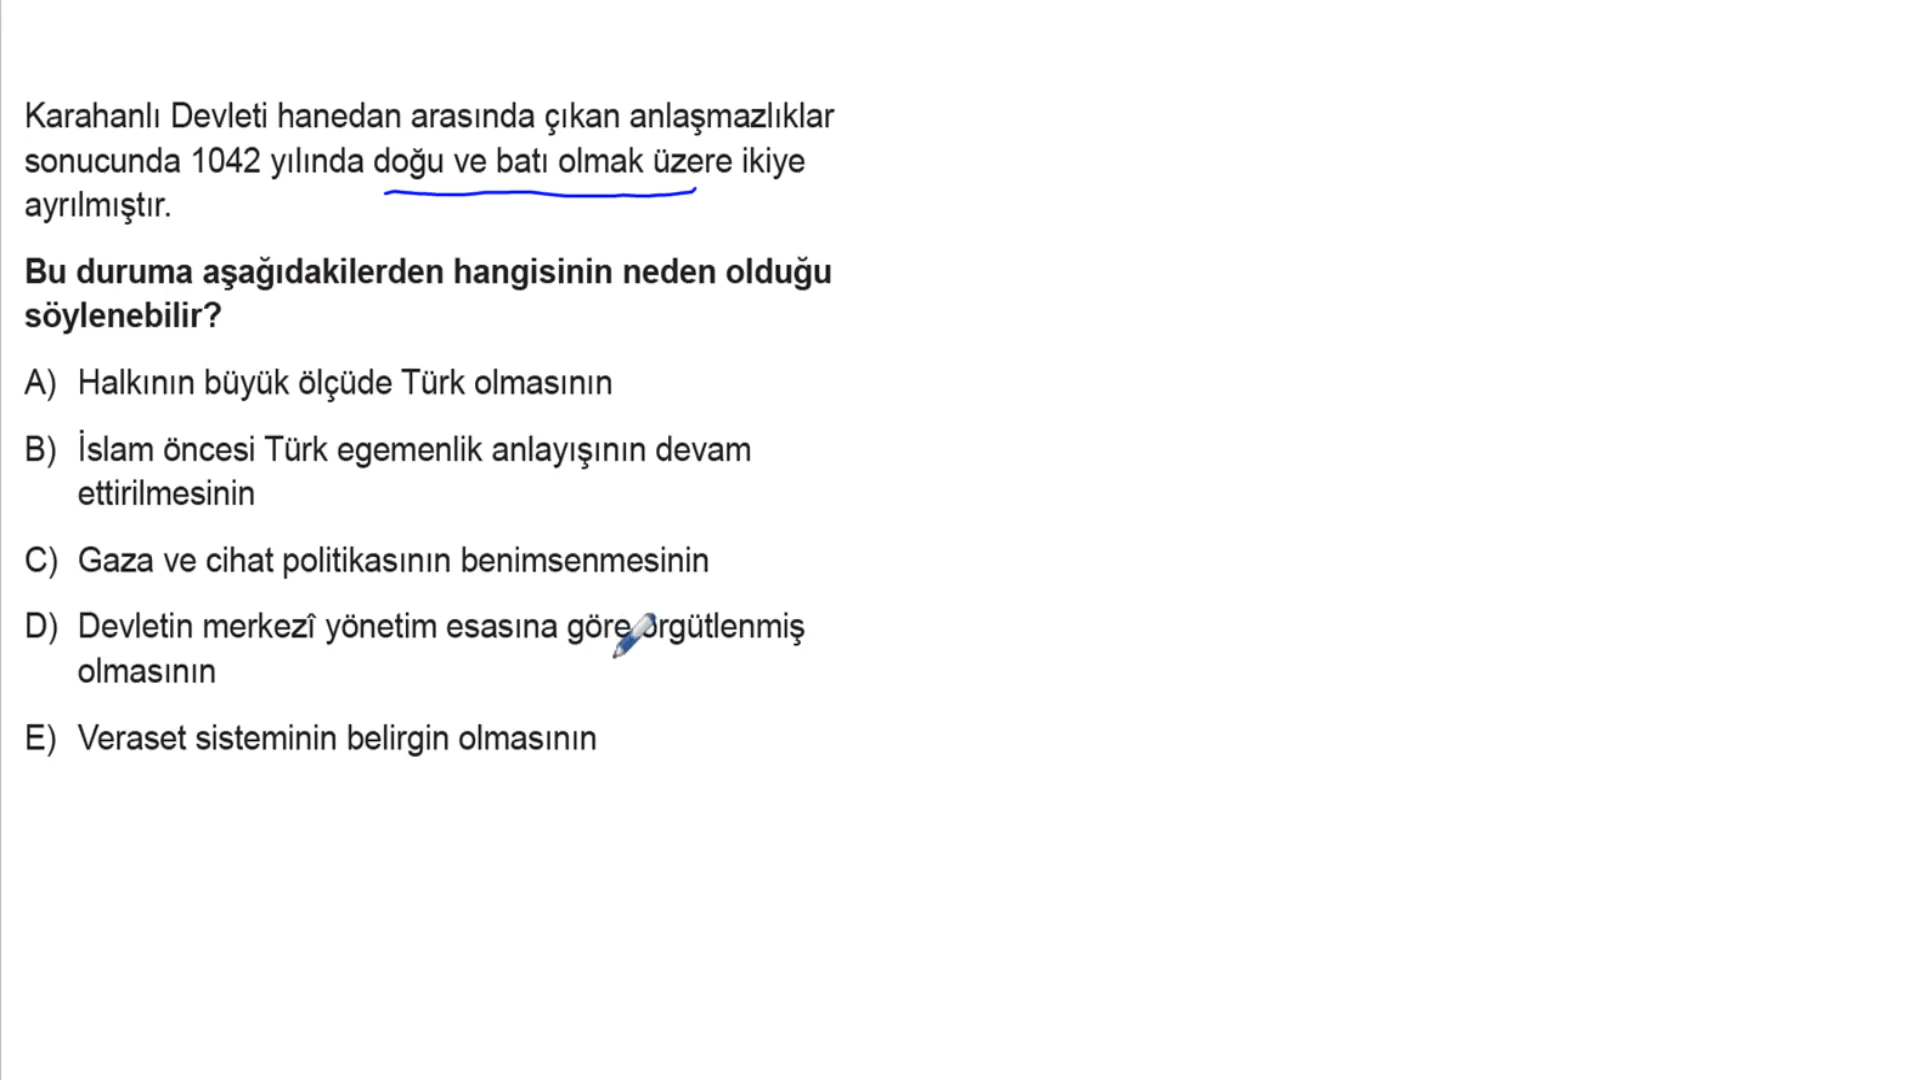 Karahanlı Devleti hanedan arasında çıkan anlaşmazlıklar
sonucunda 1042 yılında doğu ve batı olmak üzere ikiye
ayrılmıştır.
Bu duruma aşağıdakilerden hangisinin neden olduğu
söylenebilir?
A) Halkının büyük ölçüde Türk olmasının
B) İslam öncesi Türk egemenlik anlayışının devam
ettirilmesinin
C) Gaza ve cihat politikasının benimsenmesinin
D) Devletin merkezî yönetim esasına göre örgütlenmiş
olmasının
E) Veraset sisteminin belirgin olmasının